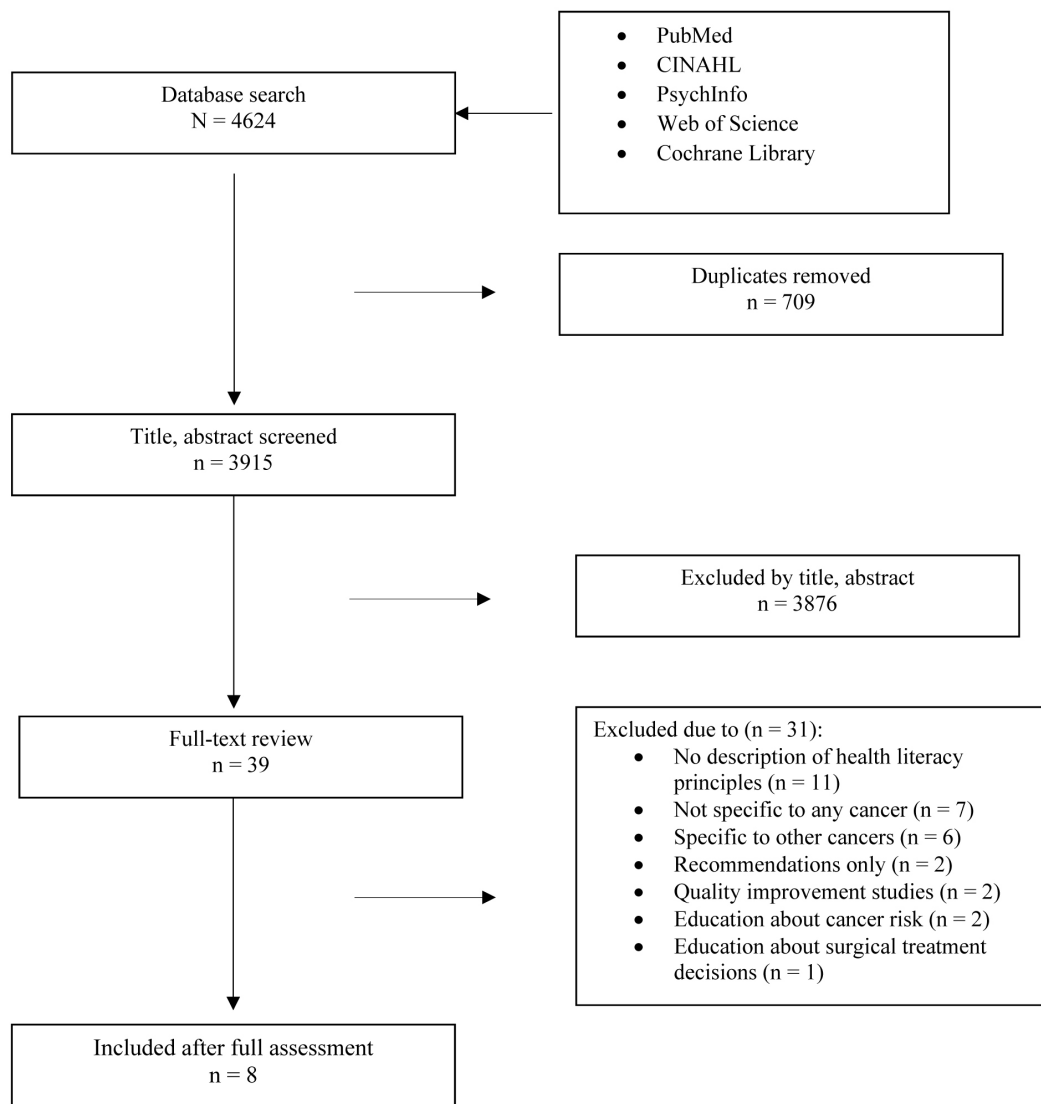 • PubMed
• CINAHL
• PsychInfo
• Web of Science
• Cochrane Library
Database search
N = 4624
Duplicates removed
n = 709
Title, abstract screened
n = 3915
Excluded by title, abstract
n = 3876
Full-text review
n = 39
Excluded due to (n = 31):
• No description of health literacy
principles (n = 11)
• Not specific to any cancer (n = 7)
• Specific to other cancers (n = 6)
• Recommendations only (n = 2)
• Quality improvement studies (n = 2)
• Education about cancer risk (n = 2)
• Education about surgical treatment
decisions (n = 1)
Included after full assessment
n = 8